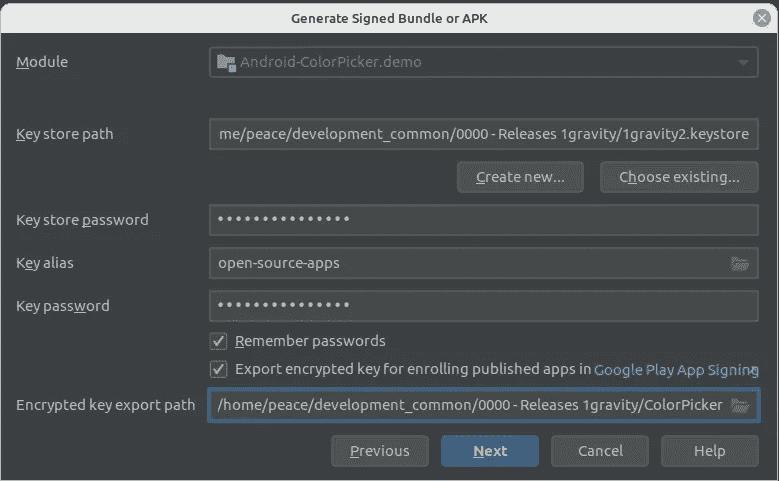 Generate Signed Bundle or APK
Module
Android-ColorPicker.demo
Key store path
me/peace/development_common/0000 - Releases 1gravity/1gravity2.keystore
Create new...
Choose existing...
Key store password
•••••••••••••••
Key alias
open-source-apps
Key password
•••••••••••••••
Remember passwords
Export encrypted key for enrolling published apps in Google Play App Signing
Encrypted key export path
/home/peace/development_common/0000 - Releases 1gravity/ColorPicker
Previous
Next
Cancel
Help